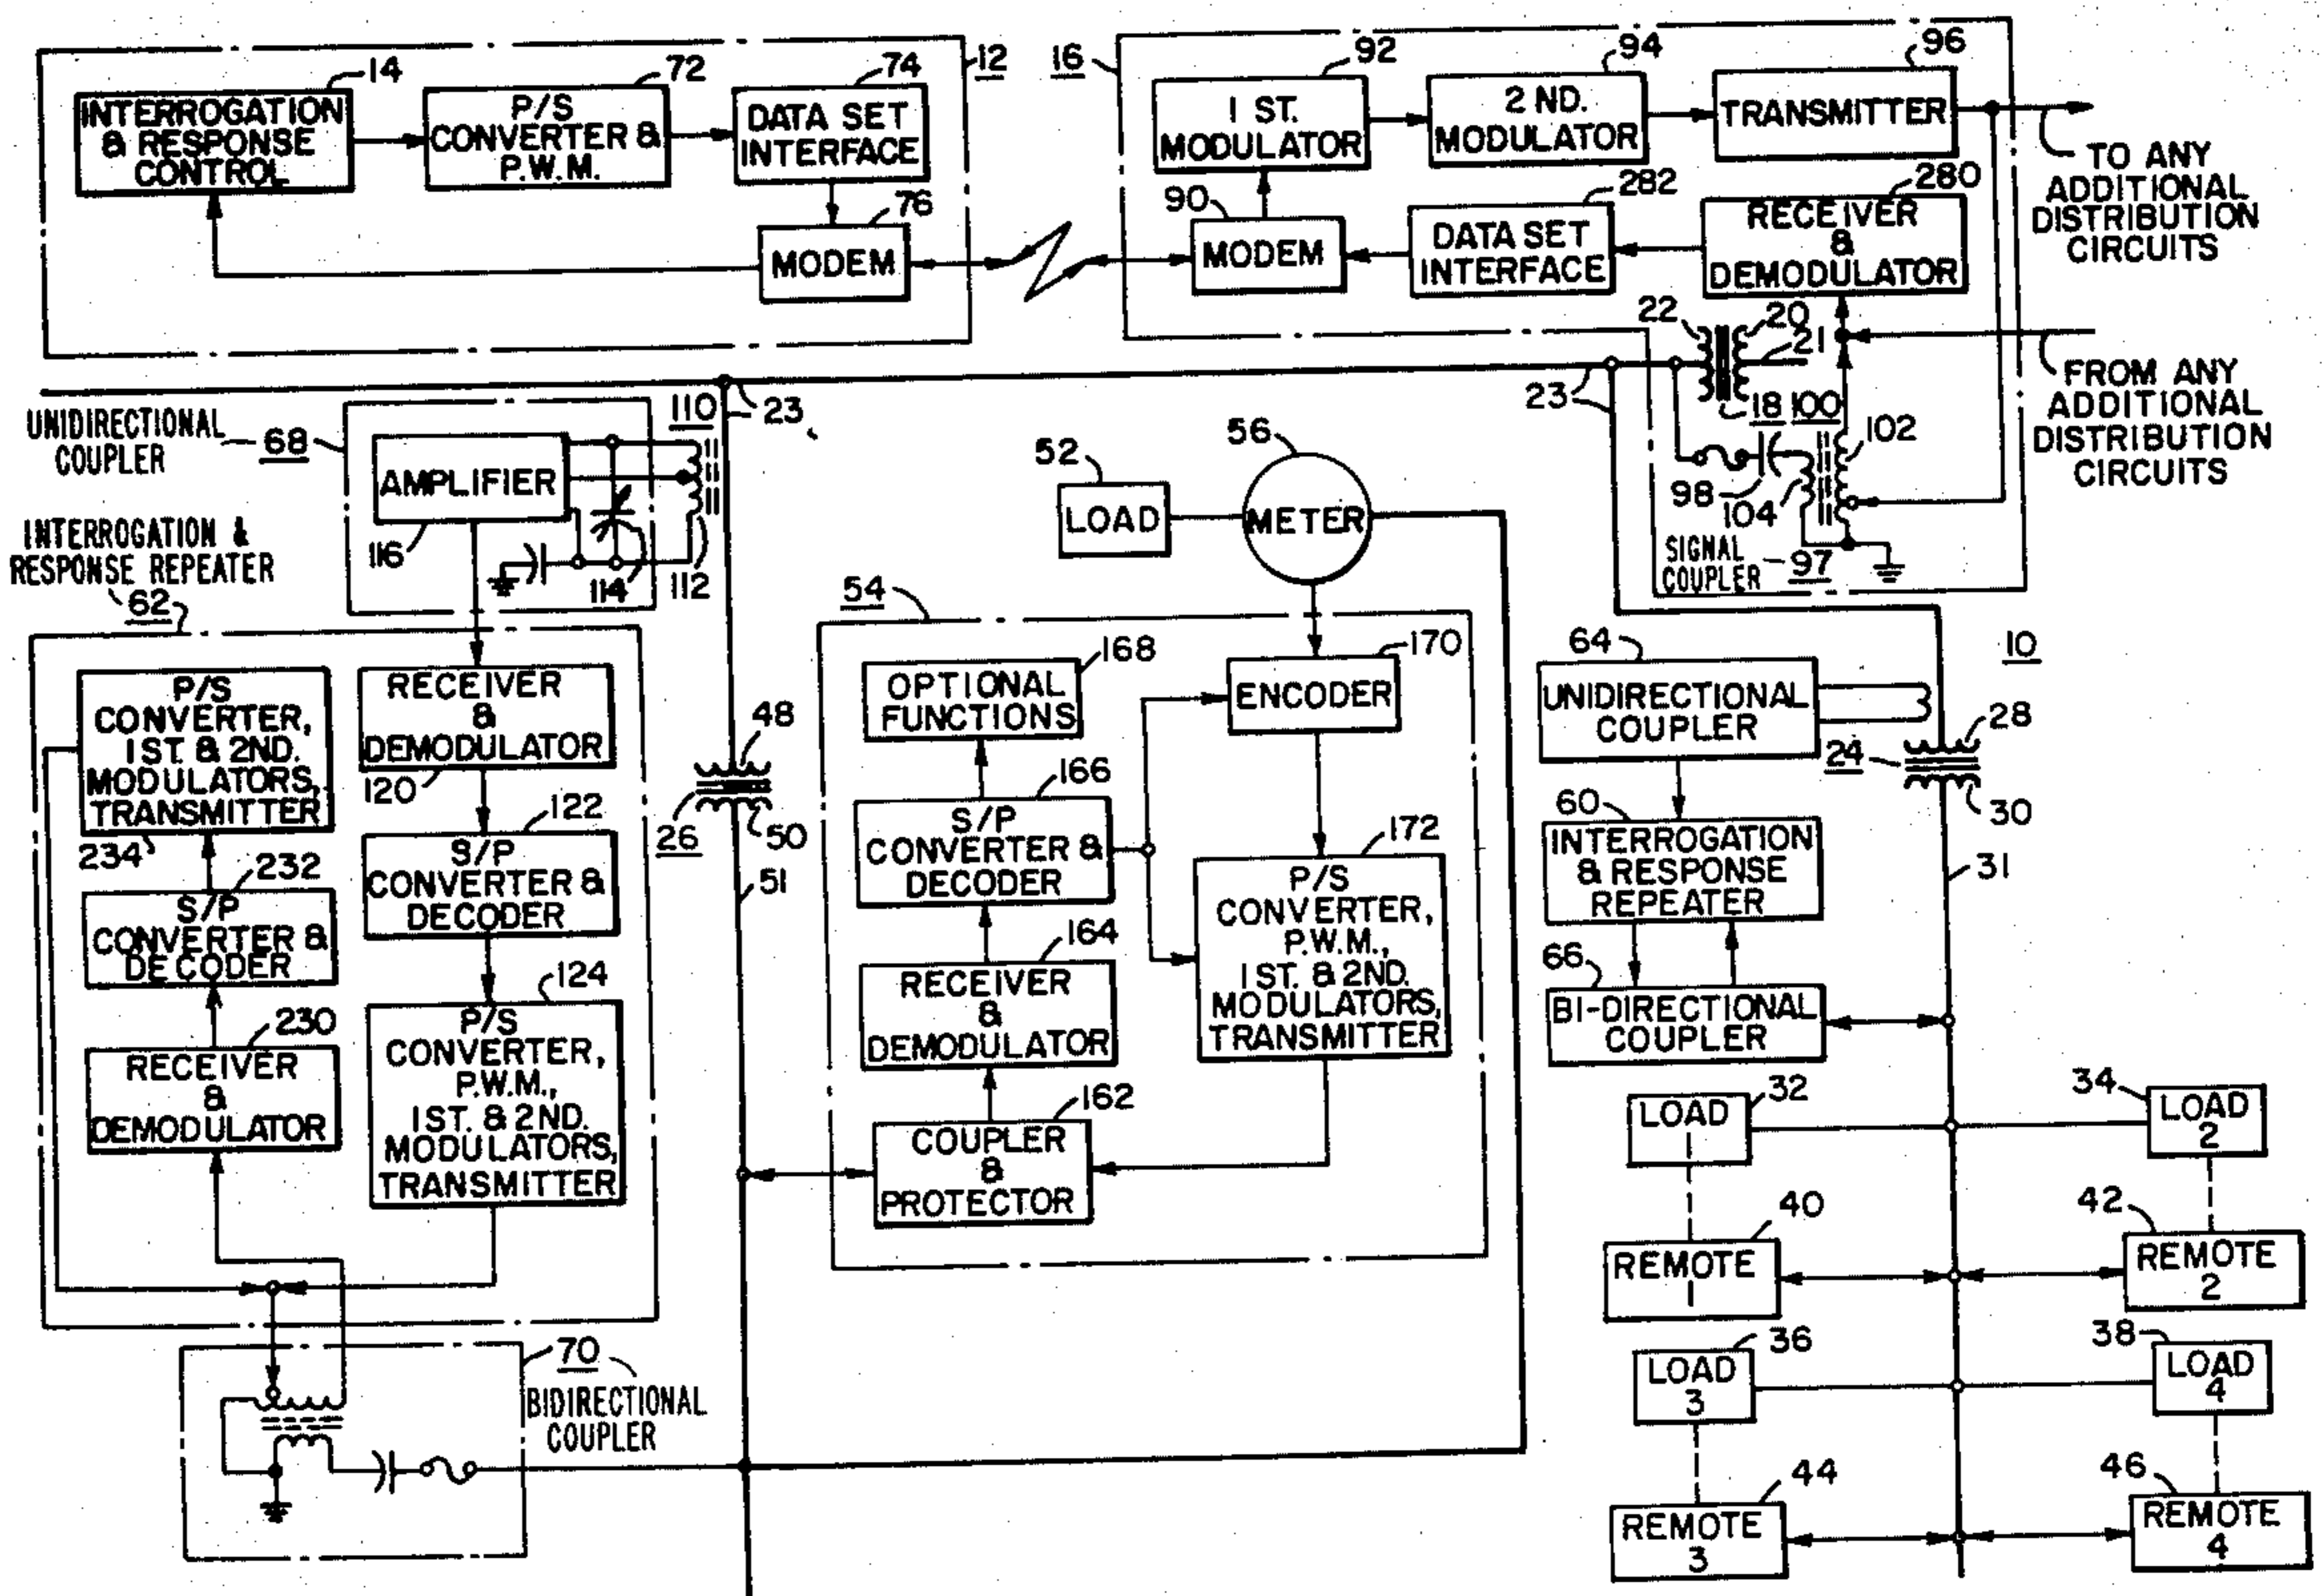 14
INTERROGATION
& RESPONSE
CONTROL
72
P/S
CONVERTER &
P.W.M.
74
DATA SET
INTERFACE
12
76
MODEM
16
92
1 ST.
MODULATOR
94
2 ND.
MODULATOR
96
TRANSMITTER
TO ANY
ADDITIONAL
DISTRIBUTION
CIRCUITS
90
MODEM
282
DATA SET
INTERFACE
280
RECEIVER
&
DEMODULATOR
22
20
21
18
100
23
23
FROM ANY
ADDITIONAL
DISTRIBUTION
CIRCUITS
102
98
104
SIGNAL
COUPLER
97
UNIDIRECTIONAL
COUPLER
68
110
AMPLIFIER
116
114
112
52
LOAD
56
METER
INTERROGATION &
RESPONSE REPEATER
62
P/S
CONVERTER,
1 ST. & 2ND.
MODULATORS,
TRANSMITTER
234
RECEIVER
&
DEMODULATOR
120
232
S/P
CONVERTER &
DECODER
122
S/P
CONVERTER &
DECODER
230
RECEIVER
&
DEMODULATOR
124
P/S
CONVERTER,
P.W.M.,
1 ST. & 2ND.
MODULATORS,
TRANSMITTER
70
BIDIRECTIONAL
COUPLER
48
26
50
51
54
168
OPTIONAL
FUNCTIONS
170
ENCODER
166
S/P
CONVERTER &
DECODER
172
P/S
CONVERTER,
P.W.M.,
1 ST. & 2ND.
MODULATORS,
TRANSMITTER
164
RECEIVER
&
DEMODULATOR
162
COUPLER
&
PROTECTOR
10
64
UNIDIRECTIONAL
COUPLER
28
24
30
31
60
INTERROGATION
& RESPONSE
REPEATER
66
BI-DIRECTIONAL
COUPLER
32
LOAD
1
34
LOAD
2
40
REMOTE
1
42
REMOTE
2
36
LOAD
3
38
LOAD
4
44
REMOTE
3
46
REMOTE
4